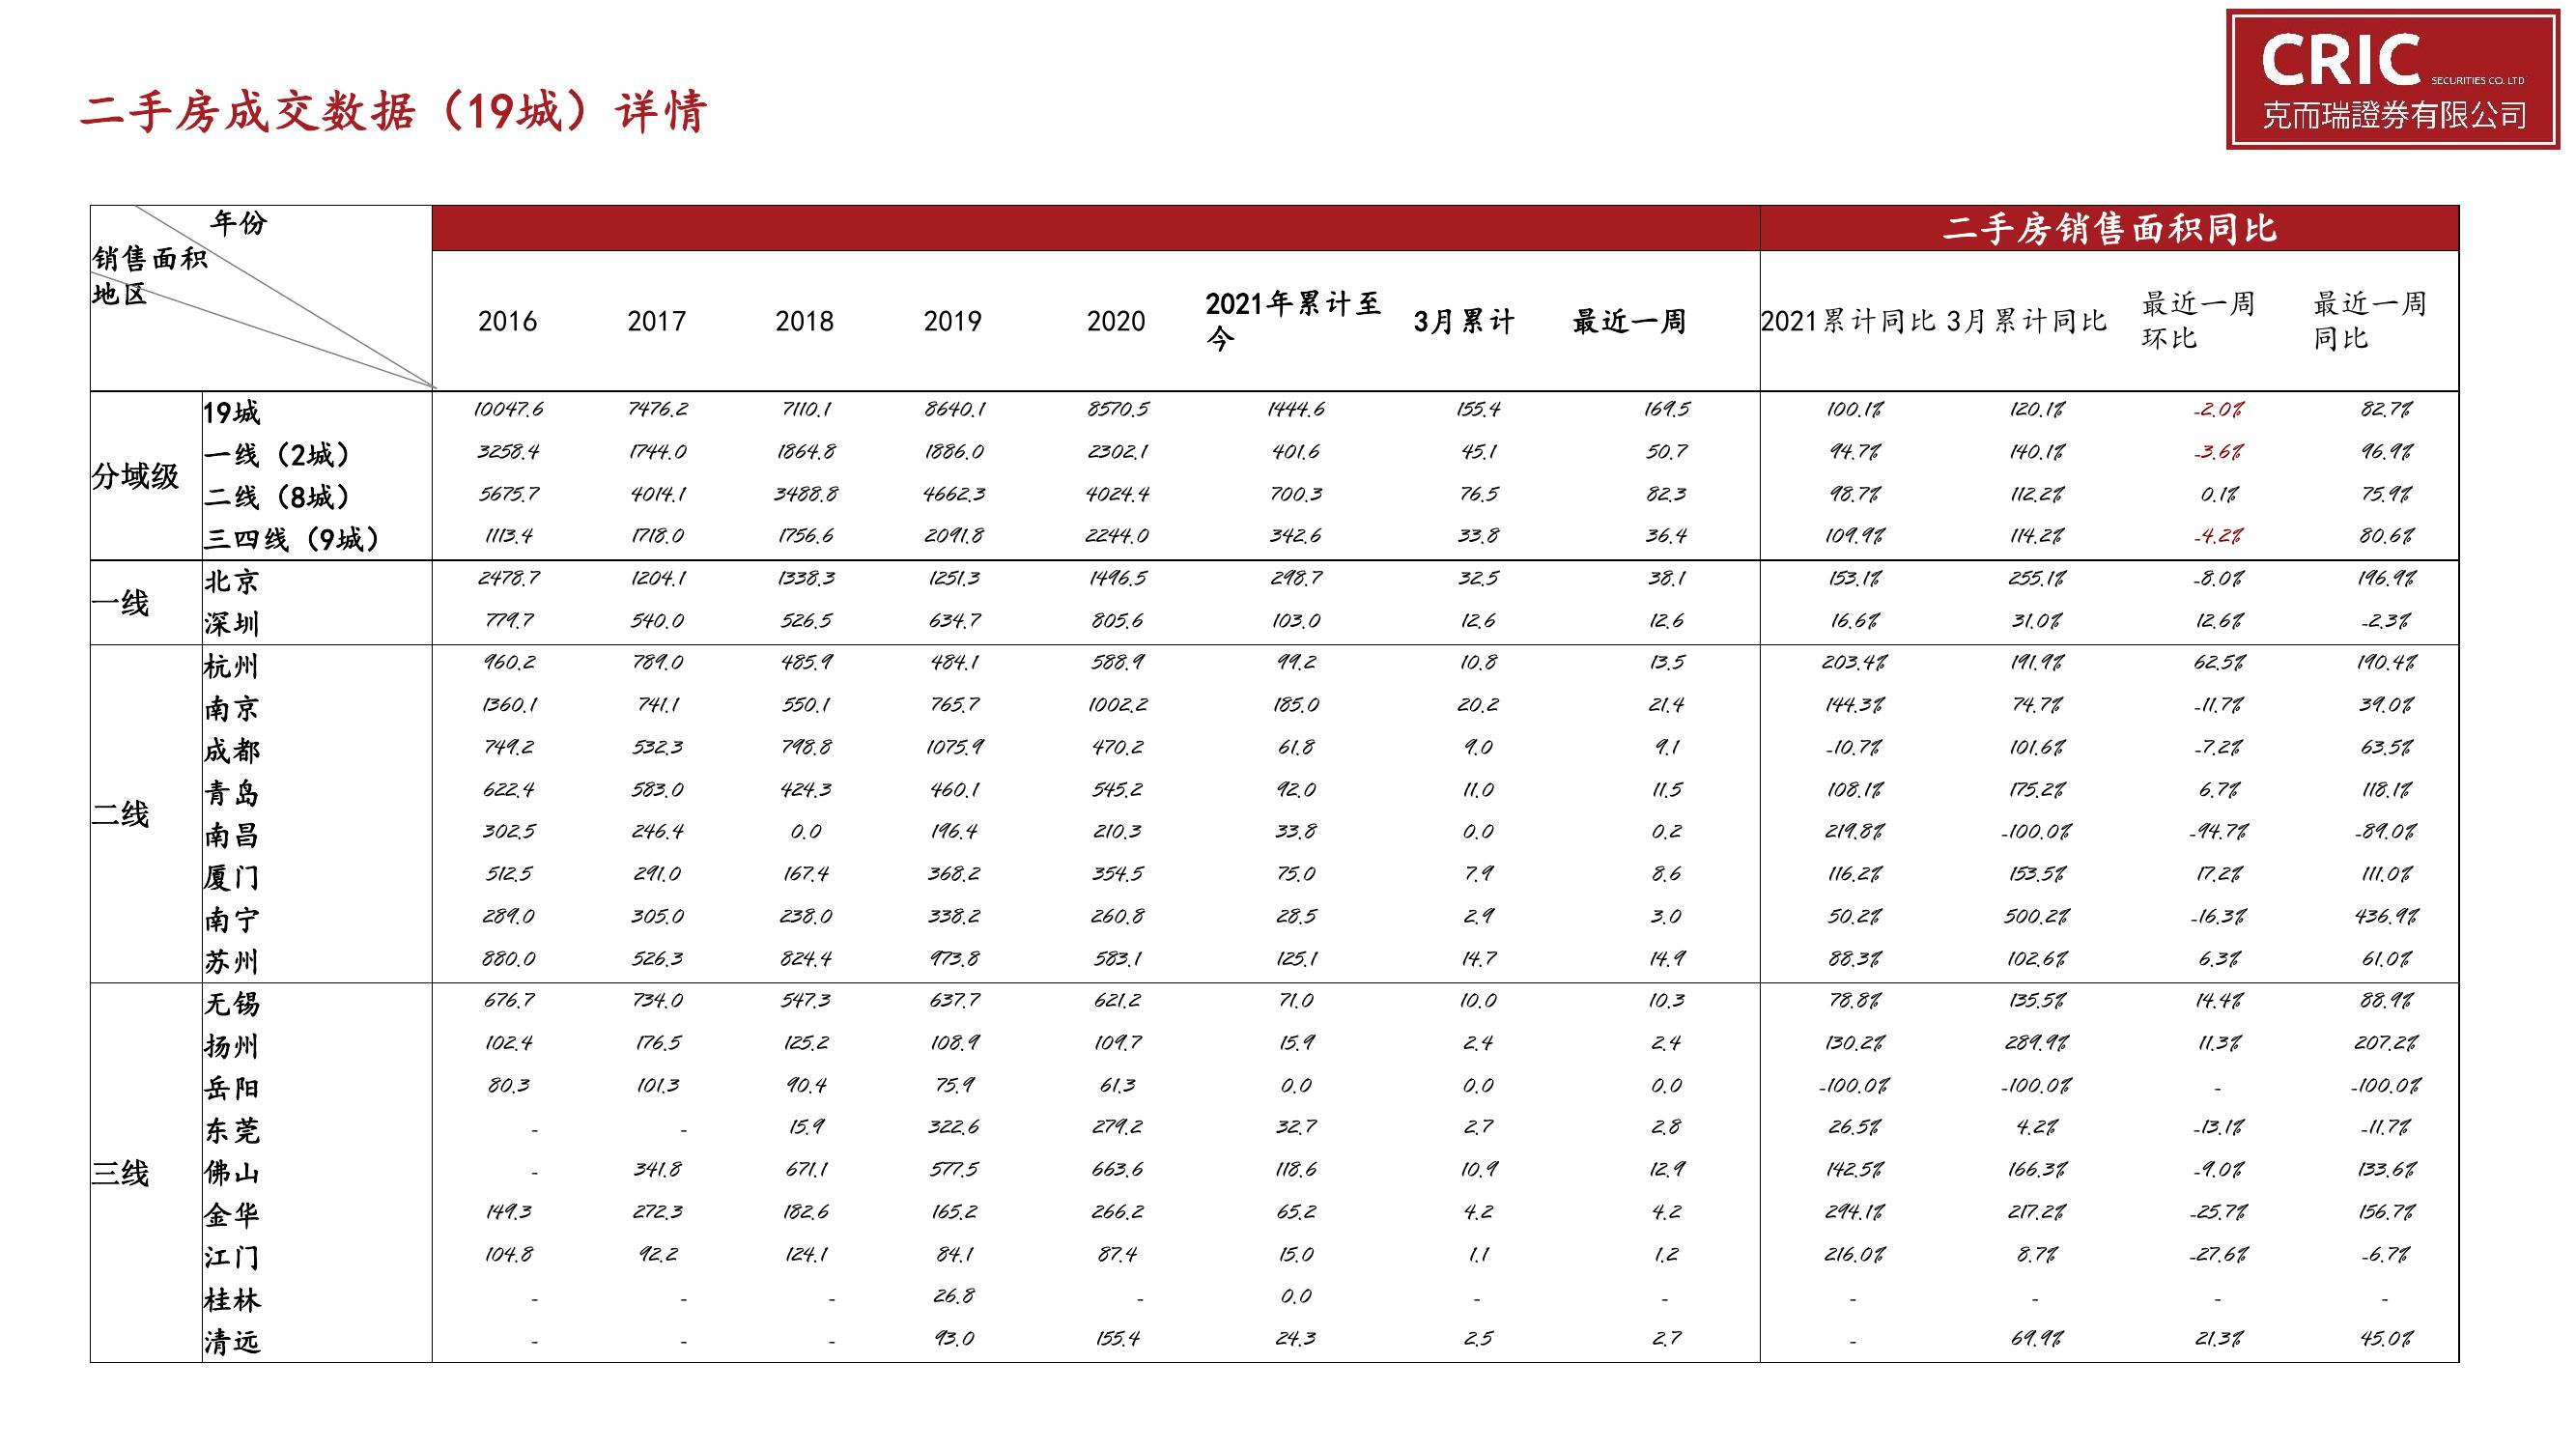 CRIC SECURITIES CO. LTD
克而瑞證券有限公司
二手房成交数据（19城）详情
年份 二手房销售面积同比
销售面积
地区
2016 2017 2018 2019 2020 2021年累计至今 3月累计 最近一周 2021累计同比 3月累计同比 最近一周环比 最近一周同比
分域级
19城 10047.6 7476.2 7110.1 8640.1 8570.5 1444.6 155.4 169.5 100.1% 120.1% -2.0% 82.7%
一线（2城） 3258.4 1744.0 1864.8 1886.0 2302.1 401.6 45.1 50.7 94.7% 140.1% -3.6% 96.9%
二线（8城） 5675.7 4014.1 3488.8 4662.3 4024.4 700.3 76.5 82.3 98.7% 112.2% 0.1% 75.9%
三四线（9城） 1113.4 1718.0 1756.6 2091.8 2244.0 342.6 33.8 36.4 109.9% 114.2% -4.2% 80.6%
一线
北京 2478.7 1204.1 1338.3 1251.3 1496.5 298.7 32.5 38.1 153.1% 255.1% -8.0% 196.9%
深圳 779.7 540.0 526.5 634.7 805.6 103.0 12.6 12.6 16.6% 31.0% 12.6% -2.3%
二线
杭州 960.2 789.0 485.9 484.1 588.9 99.2 10.8 13.5 203.4% 191.9% 62.5% 190.4%
南京 1360.1 741.1 550.1 765.7 1002.2 185.0 20.2 21.4 144.3% 74.7% -11.7% 39.0%
成都 749.2 532.3 798.8 1075.9 470.2 61.8 9.0 9.1 -10.7% 101.6% -7.2% 63.5%
青岛 622.4 583.0 424.3 460.1 545.2 92.0 11.0 11.5 108.1% 175.2% 6.7% 118.1%
南昌 302.5 246.4 0.0 196.4 210.3 33.8 0.0 0.2 219.8% -100.0% -94.7% -89.0%
厦门 512.5 291.0 167.4 368.2 354.5 75.0 7.9 8.6 116.2% 153.5% 17.2% 111.0%
南宁 289.0 305.0 238.0 338.2 260.8 28.5 2.9 3.0 50.2% 500.2% -16.3% 436.9%
苏州 880.0 526.3 824.4 973.8 583.1 125.1 14.7 14.9 88.3% 102.6% 6.3% 61.0%
三线
无锡 676.7 734.0 547.3 637.7 621.2 71.0 10.0 10.3 78.8% 135.5% 14.4% 88.9%
扬州 102.4 176.5 125.2 108.9 109.7 15.9 2.4 2.4 130.2% 289.9% 11.3% 207.2%
岳阳 80.3 101.3 90.4 75.9 61.3 0.0 0.0 0.0 -100.0% -100.0% - -100.0%
东莞 - - 15.9 322.6 279.2 32.7 2.7 2.8 26.5% 4.2% -13.1% -11.7%
佛山 - 341.8 671.1 577.5 663.6 118.6 10.9 12.9 142.5% 166.3% -9.0% 133.6%
金华 149.3 272.3 182.6 165.2 266.2 65.2 4.2 4.2 294.1% 217.2% -25.7% 156.7%
江门 104.8 92.2 124.1 84.1 87.4 15.0 1.1 1.2 216.0% 8.7% -27.6% -6.7%
桂林 - - - 26.8 - 0.0 - - - - - -
清远 - - - 93.0 155.4 24.3 2.5 2.7 - 69.9% 21.3% 45.0%